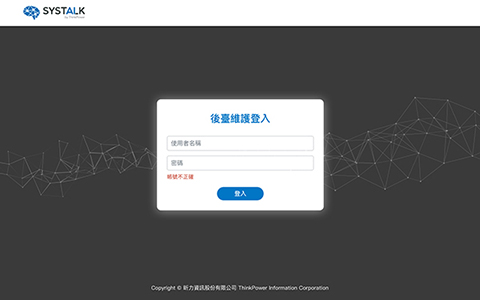 SYSTALK
by ThinkPower
後臺維護登入
使用者名稱
密碼
帳號不正確
登入
Copyright © 昕力資訊股份有限公司 ThinkPower Information Corporation